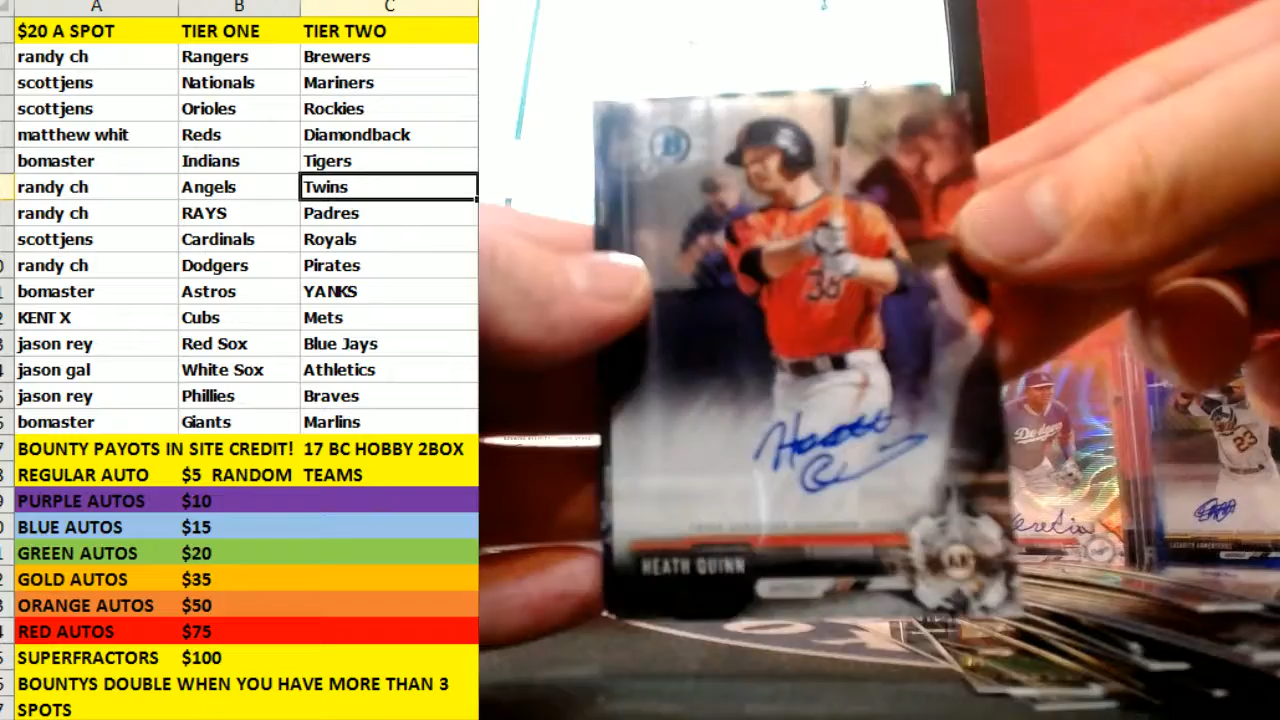 A B C
$20 A SPOT TIER ONE TIER TWO
randy ch Rangers Brewers
scottjens Nationals Mariners
scottjens Orioles Rockies
matthew whit Reds Diamondback
bomaster Indians Tigers
randy ch Angels Twins
randy ch RAYS Padres
scottjens Cardinals Royals
randy ch Dodgers Pirates
bomaster Astros YANKS
KENT X Cubs Mets
jason rey Red Sox Blue Jays
jason gal White Sox Athletics
jason rey Phillies Braves
bomaster Giants Marlins
BOUNTY PAYOTS IN SITE CREDIT! 17 BC HOBBY 2BOX
REGULAR AUTO $5 RANDOM TEAMS
PURPLE AUTOS $10
BLUE AUTOS $15
GREEN AUTOS $20
GOLD AUTOS $35
ORANGE AUTOS $50
RED AUTOS $75
SUPERFRACTORS $100
BOUNTYS DOUBLE WHEN YOU HAVE MORE THAN 3
SPOTS
B
38
HEATH QUINN
Dodgers
23